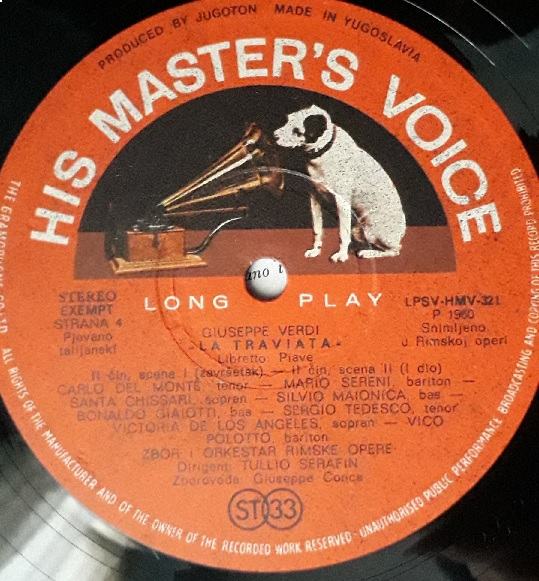 PRODUCED BY JUGOTON MADE IN YUGOSLAVIA
HIS MASTER'S VOICE
ano i
LONG PLAY
STEREO
EXEMPT
STRANA 4
Pjevano
talijanski
LPSV-HMV-321
P 1960
Snimljeno
u Rimskoj operi
GIUSEPPE VERDI
-LA TRAVIATA-
Libretto: Piave
II čin, scena I (završetak) — II čin, scena II (I dio)
CARLO DEL MONTE, tenor — MARIO SERENI, bariton —
SANTA CHISSARI, sopran — SILVIO MAIONICA, bas —
BONALDO GIAIOTTI, bas — SERGIO TEDESCO, tenor
VICTORIA DE LOS ANGELES, sopran — VICO
POLOTTO, bariton
ZBOR I ORKESTAR RIMSKE OPERE
Dirigent: TULLIO SERAFIN
Zborovođa: Giuseppe Conca
ST 33
THE GRAMOPHONE CO. LTD. ALL RIGHTS OF THE MANUFACTURER AND OF THE OWNER OF THE RECORDED WORK RESERVED · UNAUTHORISED PUBLIC PERFORMANCE BROADCASTING AND COPYING OF THIS RECORD PROHIBITED